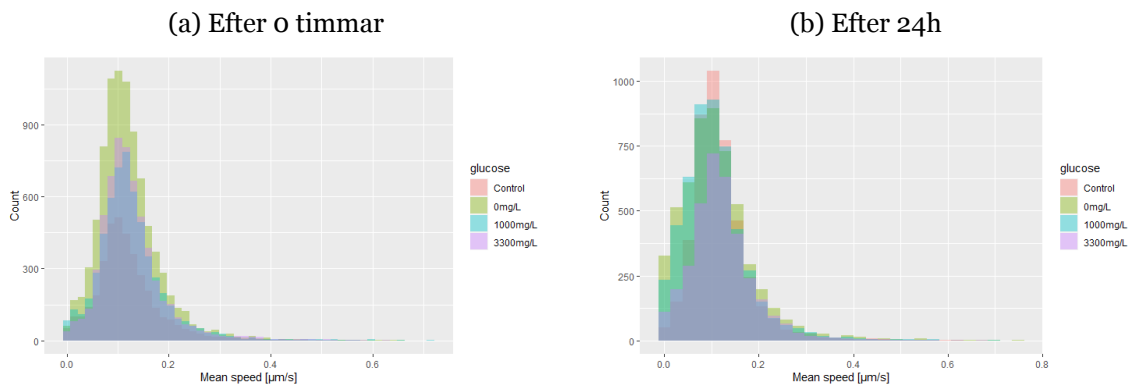 (a) Efter 0 timmar
900
600
300
0
Count
0.0 0.2 0.4 0.6
Mean speed [µm/s]
glucose
Control
0mg/L
1000mg/L
3300mg/L
(b) Efter 24h
1000
750
500
250
0
Count
0.0 0.2 0.4 0.6 0.8
Mean speed [µm/s]
glucose
Control
0mg/L
1000mg/L
3300mg/L